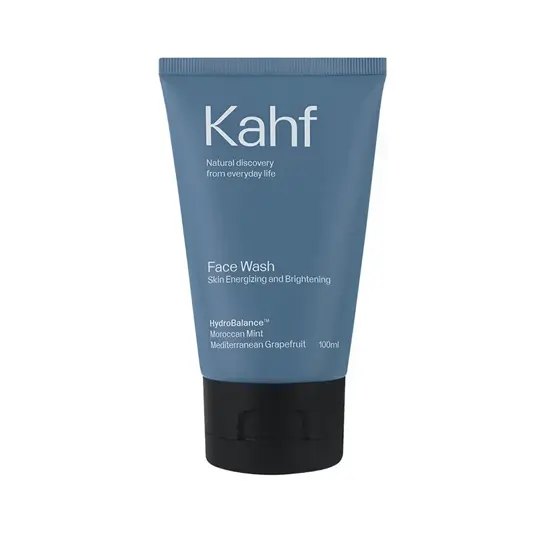 Kahf
Natural discovery
from everyday life
Face Wash
Skin Energizing and Brightening
HydroBalance™
Moroccan Mint
Mediterranean Grapefruit 100ml